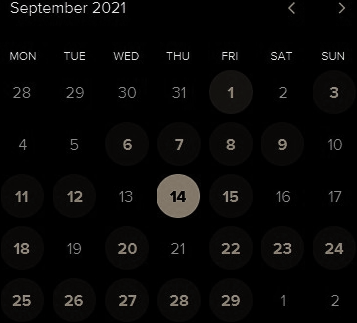 September 2021
MON TUE WED THU FRI SAT SUN
28 29 30 31 1 2 3
4 5 6 7 8 9 10
11 12 13 14 15 16 17
18 19 20 21 22 23 24
25 26 27 28 29 1 2